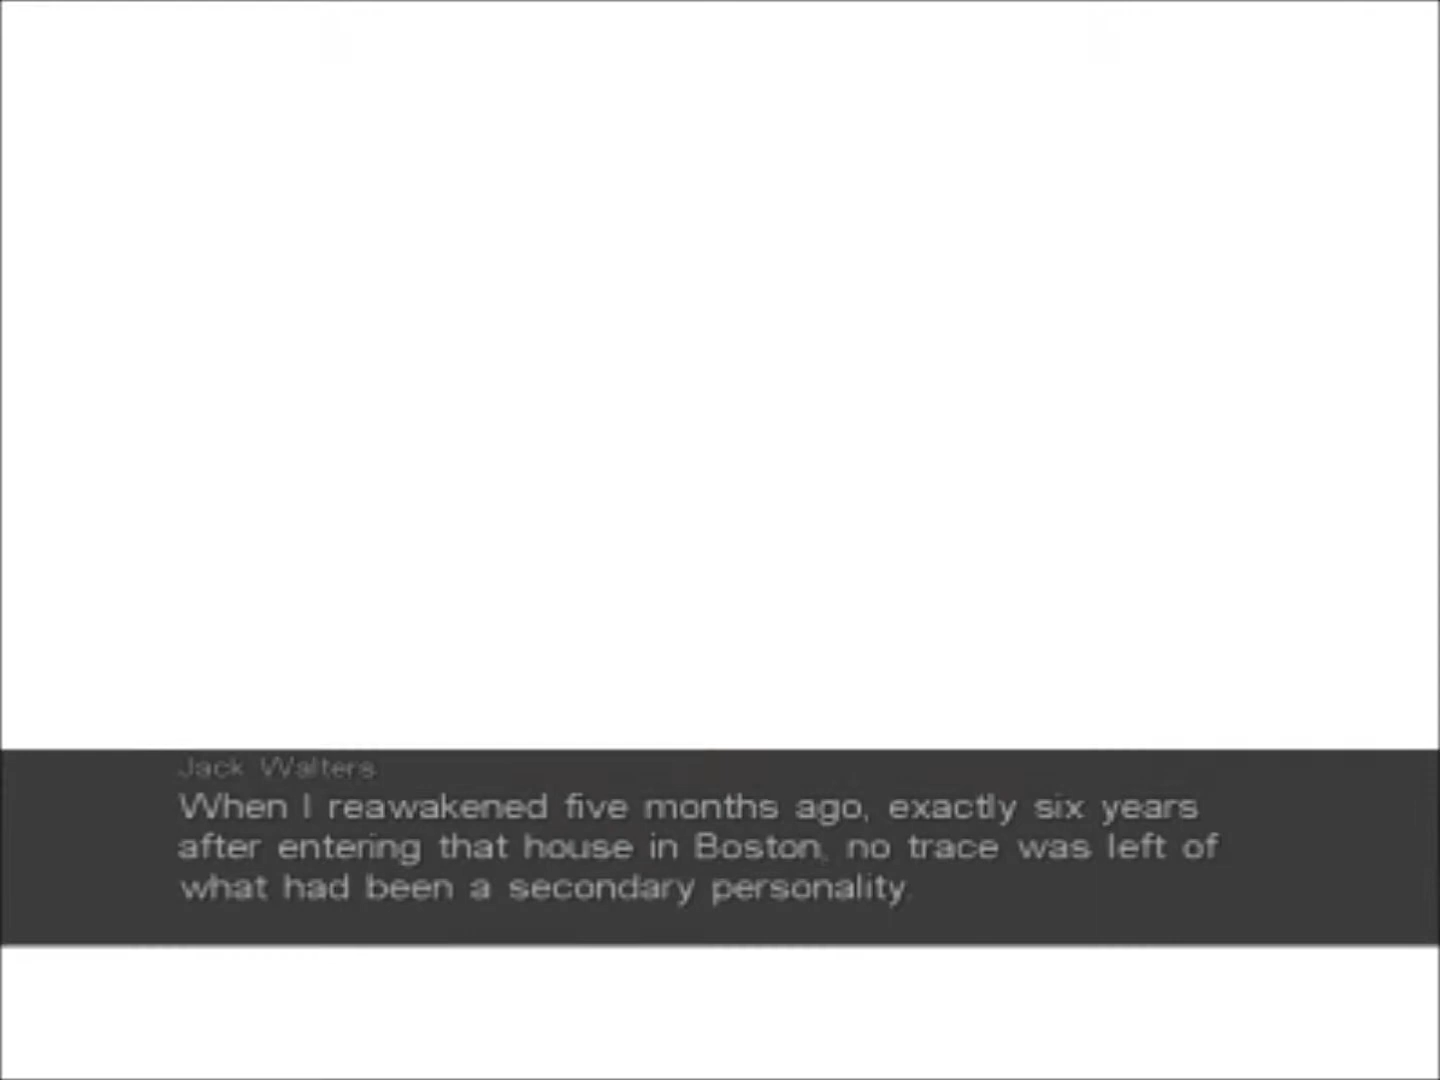 Jack Walters
When I reawakened five months ago, exactly six years
after entering that house in Boston, no trace was left of
what had been a secondary personality.